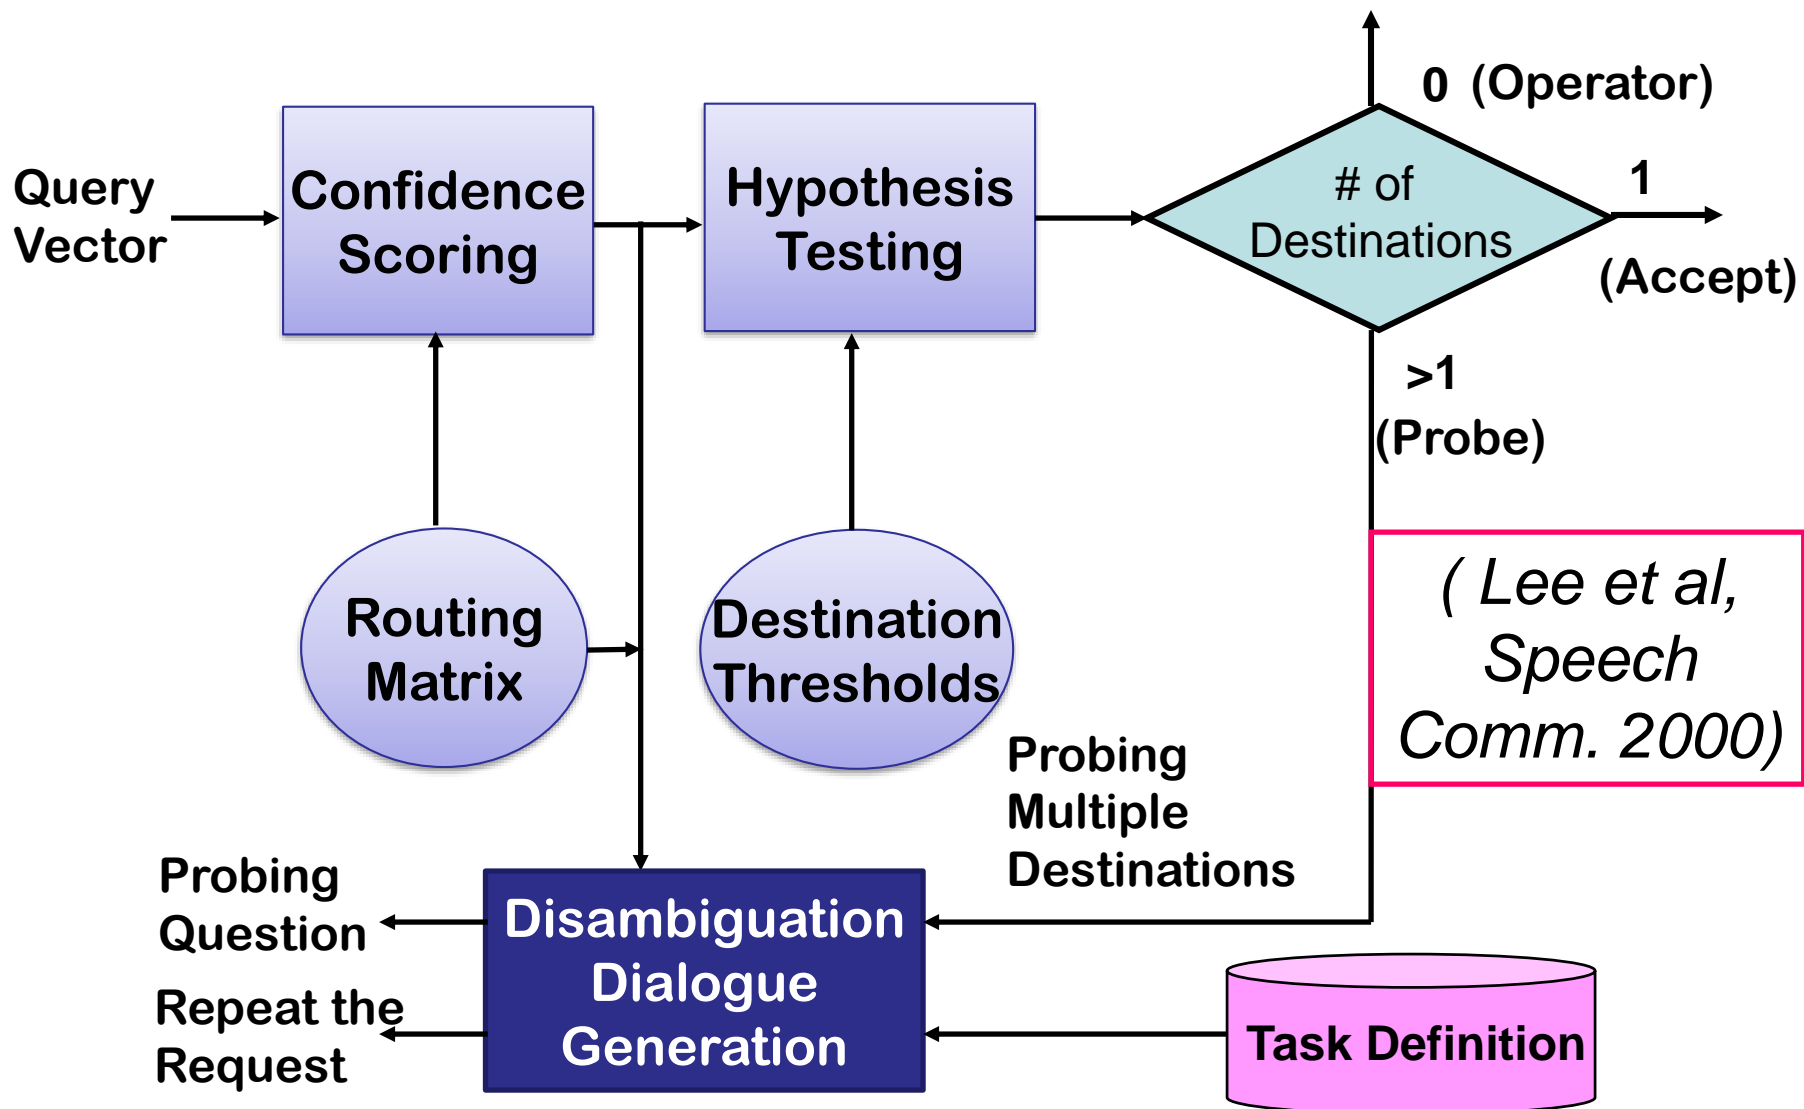 0 (Operator)
Query
Vector
Confidence
Scoring
Hypothesis
Testing
# of
Destinations
1
(Accept)
>1
(Probe)
Routing
Matrix
Destination
Thresholds
( Lee et al,
Speech
Comm. 2000)
Probing
Multiple
Destinations
Probing
Question
Repeat the
Request
Disambiguation
Dialogue
Generation
Task Definition